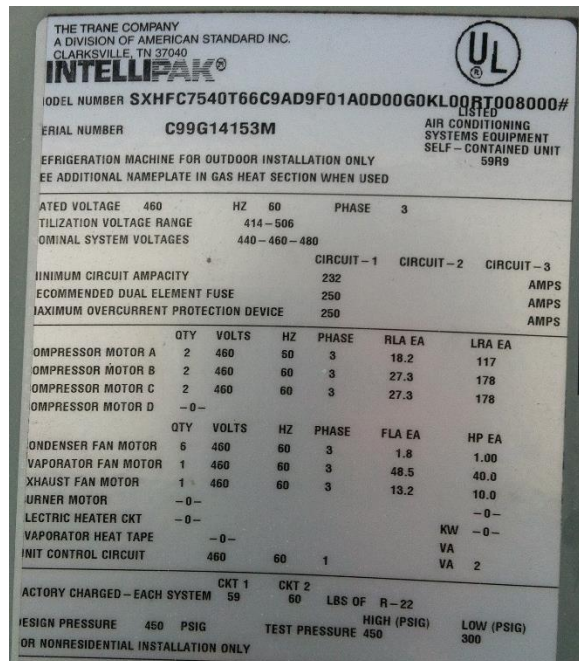 THE TRANE COMPANY
A DIVISION OF AMERICAN STANDARD INC.
CLARKSVILLE, TN 37040
INTELLIPAK®
UL
®
ODEL NUMBER SXHFC7540T66C9AD9F01A0D00G0KL00RT008000#
LISTED
ERIAL NUMBER C99G14153M
AIR CONDITIONING
SYSTEMS EQUIPMENT
SELF-CONTAINED UNIT
59R9
EFRIGERATION MACHINE FOR OUTDOOR INSTALLATION ONLY
EE ADDITIONAL NAMEPLATE IN GAS HEAT SECTION WHEN USED
ATED VOLTAGE 460 HZ 60 PHASE 3
TILIZATION VOLTAGE RANGE 414-506
OMINAL SYSTEM VOLTAGES 440-460-480
CIRCUIT-1 CIRCUIT-2 CIRCUIT-3
INIMUM CIRCUIT AMPACITY 232 AMPS
ECOMMENDED DUAL ELEMENT FUSE 250 AMPS
MAXIMUM OVERCURRENT PROTECTION DEVICE 250 AMPS
QTY VOLTS HZ PHASE RLA EA LRA EA
OMPRESSOR MOTOR A 2 460 60 3 18.2 117
OMPRESSOR MOTOR B 2 460 60 3 27.3 178
OMPRESSOR MOTOR C 2 460 60 3 27.3 178
OMPRESSOR MOTOR D -0-
QTY VOLTS HZ PHASE FLA EA HP EA
ONDENSER FAN MOTOR 6 460 60 3 1.8 1.00
VAPORATOR FAN MOTOR 1 460 60 3 48.5 40.0
XHAUST FAN MOTOR 1 460 60 3 13.2 10.0
URNER MOTOR -0- -0-
LECTRIC HEATER CKT -0- KW -0-
VAPORATOR HEAT TAPE -0- VA
NIT CONTROL CIRCUIT 460 60 1 VA 2
CKT 1 CKT 2
ACTORY CHARGED-EACH SYSTEM 59 60 LBS OF R-22
HIGH (PSIG) LOW (PSIG)
ESIGN PRESSURE 450 PSIG TEST PRESSURE 450 300
OR NONRESIDENTIAL INSTALLATION ONLY